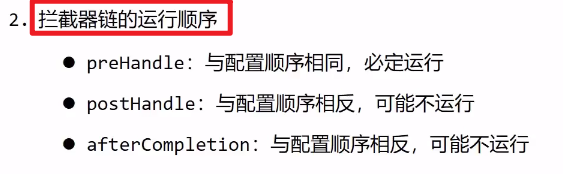 2. 拦截器链的运行顺序
● preHandle：与配置顺序相同，必定运行
● postHandle：与配置顺序相反，可能不运行
● afterCompletion：与配置顺序相反，可能不运行